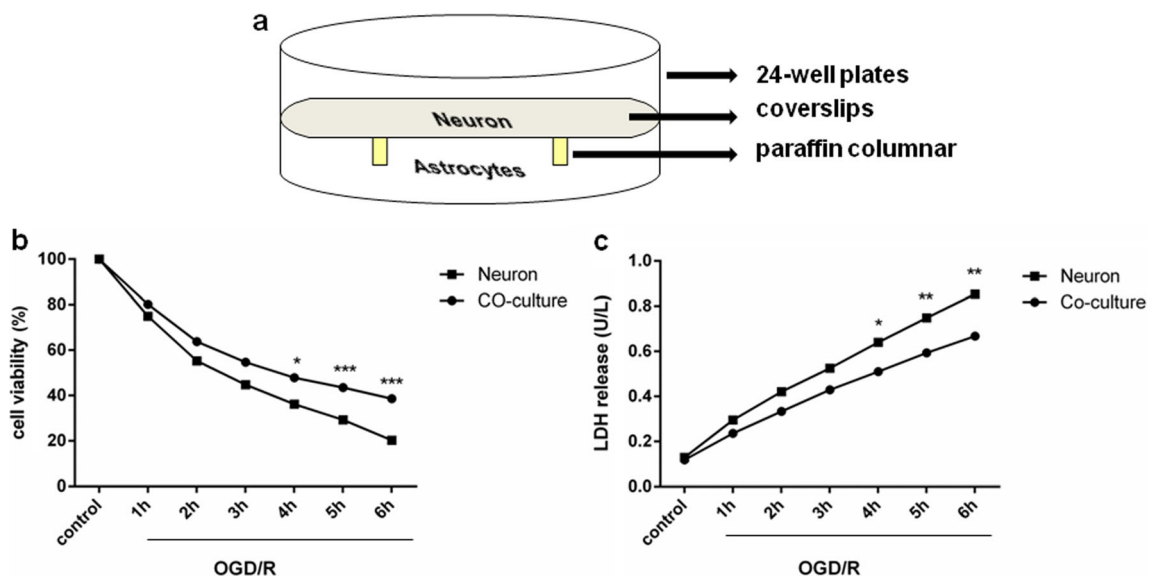 a
24-well plates
Neuron
coverslips
Astrocytes
paraffin columnar
b
cell viability (%)
100
80
60
40
20
0
* *** ***
Neuron
CO-culture
control 1h 2h 3h 4h 5h 6h
OGD/R
c
LDH release (U/L)
1.0
0.8
0.6
0.4
0.2
0.0
* ** **
Neuron
Co-culture
control 1h 2h 3h 4h 5h 6h
OGD/R